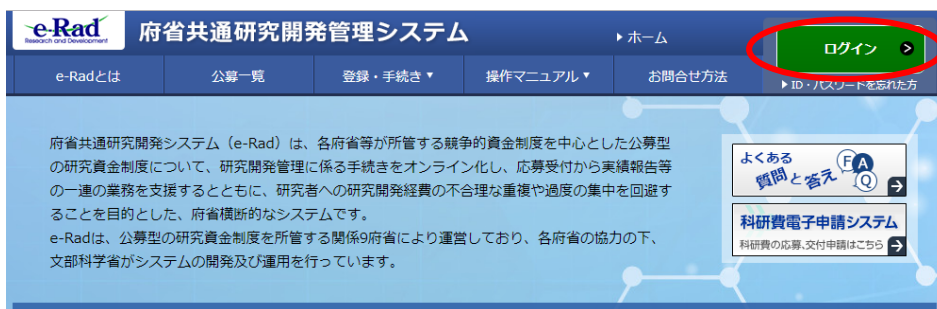 e-Rad
Research and Development
府省共通研究開発管理システム
▶ホーム
ログイン
e-Radとは
公募一覧
登録・手続き▼
操作マニュアル▼
お問合せ方法
▶ID・パスワードを忘れた方
府省共通研究開発システム（e-Rad）は、各府省等が所管する競争的資金制度を中心とした公募型
の研究資金制度について、研究開発管理に係る手続きをオンライン化し、応募受付から実績報告等
の一連の業務を支援するとともに、研究者への研究開発経費の不合理な重複や過度の集中を回避す
ることを目的とした、府省横断的なシステムです。
e-Radは、公募型の研究資金制度を所管する関係9府省により運営しており、各府省の協力の下、
文部科学省がシステムの開発及び運用を行っています。
よくある
質問と答え
FAQ
科研費電子申請システム
科研費の応募、交付申請はこちら